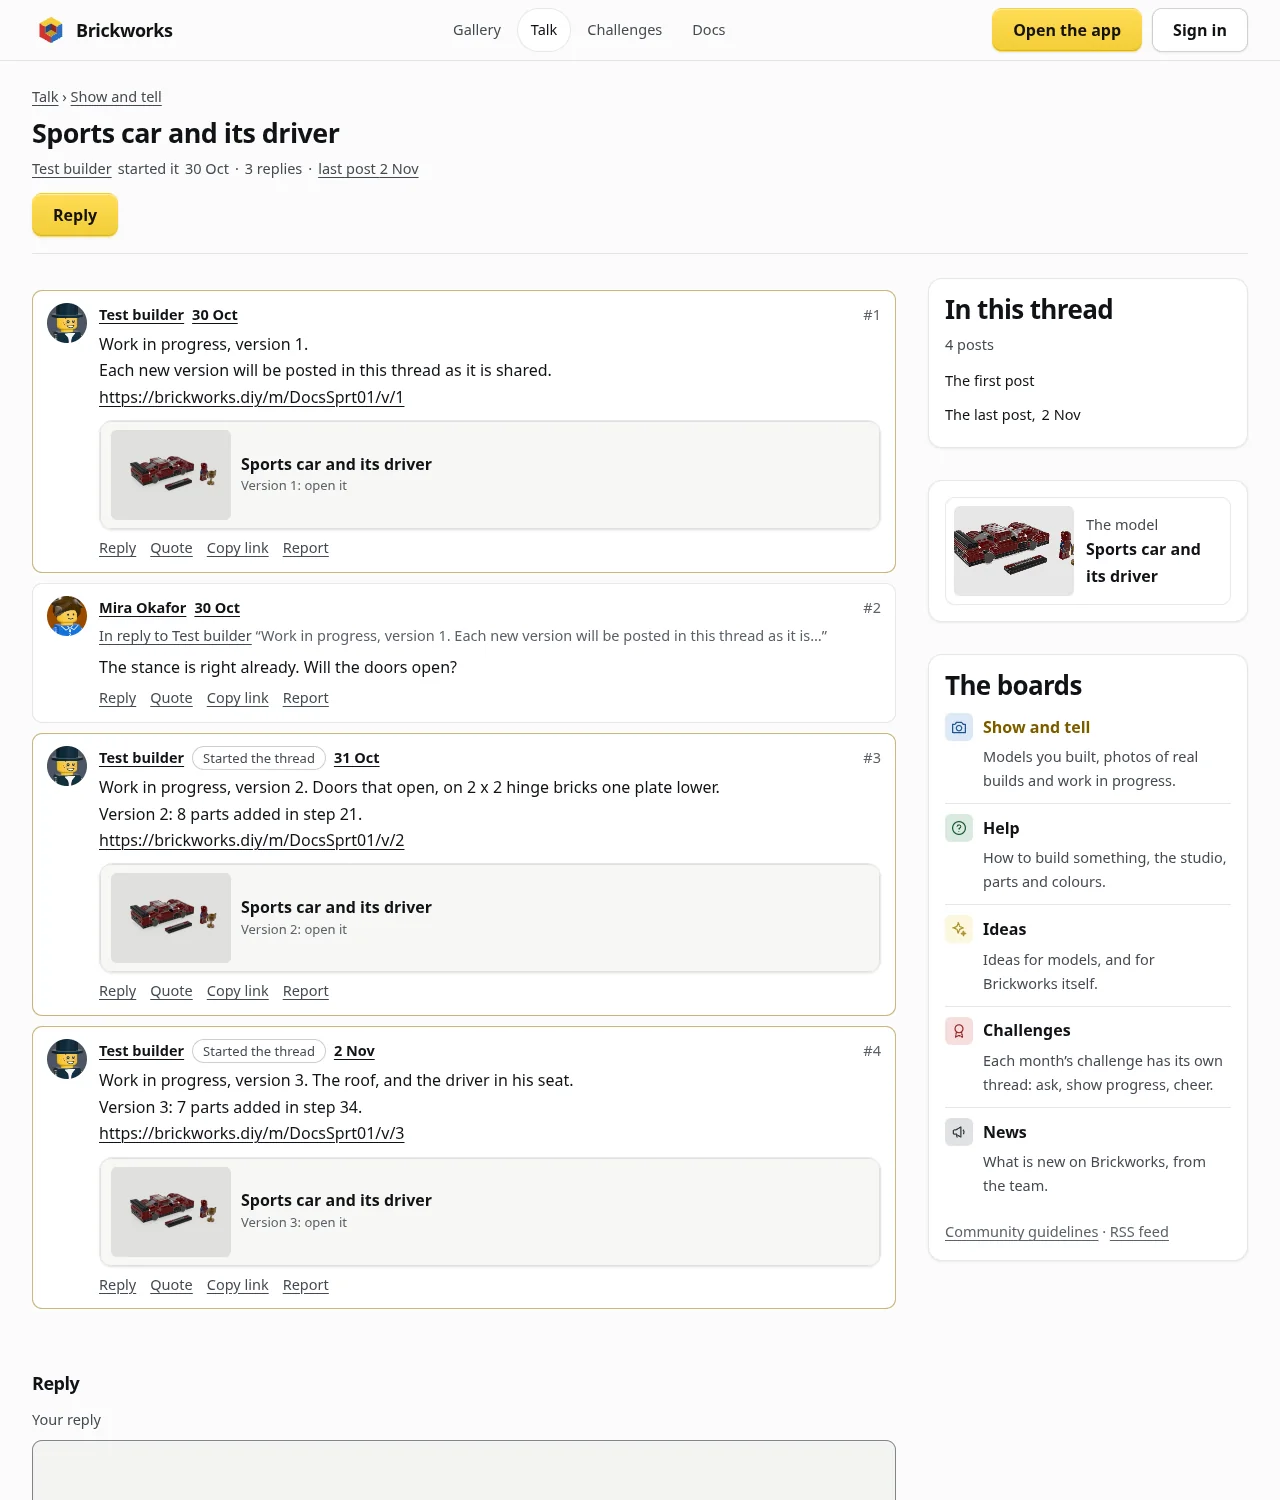 Brickworks
Gallery
Talk
Challenges
Docs
Open the app
Sign in
Talk › Show and tell
Sports car and its driver
Test builder started it 30 Oct · 3 replies · last post 2 Nov
Reply
Test builder 30 Oct
#1
Work in progress, version 1.
Each new version will be posted in this thread as it is shared.
https://brickworks.diy/m/DocsSprt01/v/1
Sports car and its driver
Version 1: open it
Reply Quote Copy link Report
Mira Okafor 30 Oct
#2
In reply to Test builder “Work in progress, version 1. Each new version will be posted in this thread as it is…”
The stance is right already. Will the doors open?
Reply Quote Copy link Report
Test builder Started the thread 31 Oct
#3
Work in progress, version 2. Doors that open, on 2 x 2 hinge bricks one plate lower.
Version 2: 8 parts added in step 21.
https://brickworks.diy/m/DocsSprt01/v/2
Sports car and its driver
Version 2: open it
Reply Quote Copy link Report
Test builder Started the thread 2 Nov
#4
Work in progress, version 3. The roof, and the driver in his seat.
Version 3: 7 parts added in step 34.
https://brickworks.diy/m/DocsSprt01/v/3
Sports car and its driver
Version 3: open it
Reply Quote Copy link Report
Reply
Your reply
In this thread
4 posts
The first post
The last post, 2 Nov
The model
Sports car and
its driver
The boards
Show and tell
Models you built, photos of real
builds and work in progress.
Help
How to build something, the studio,
parts and colours.
Ideas
Ideas for models, and for
Brickworks itself.
Challenges
Each month’s challenge has its own
thread: ask, show progress, cheer.
News
What is new on Brickworks, from
the team.
Community guidelines · RSS feed